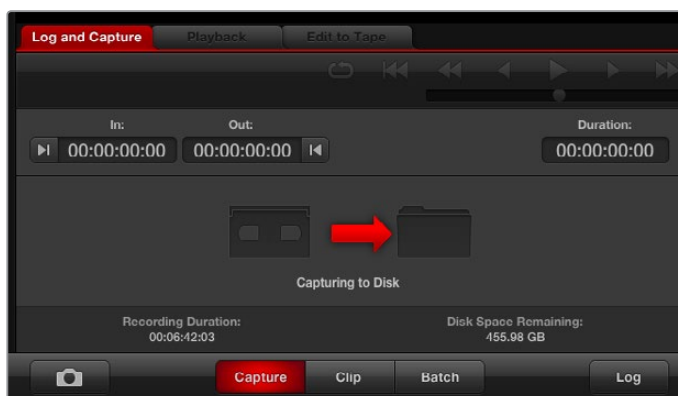 Log and Capture Playback Edit to Tape
In: Out: Duration:
00:00:00:00 00:00:00:00 00:00:00:00
Capturing to Disk
Recording Duration: Disk Space Remaining:
00:06:42:03 455.98 GB
Capture Clip Batch Log